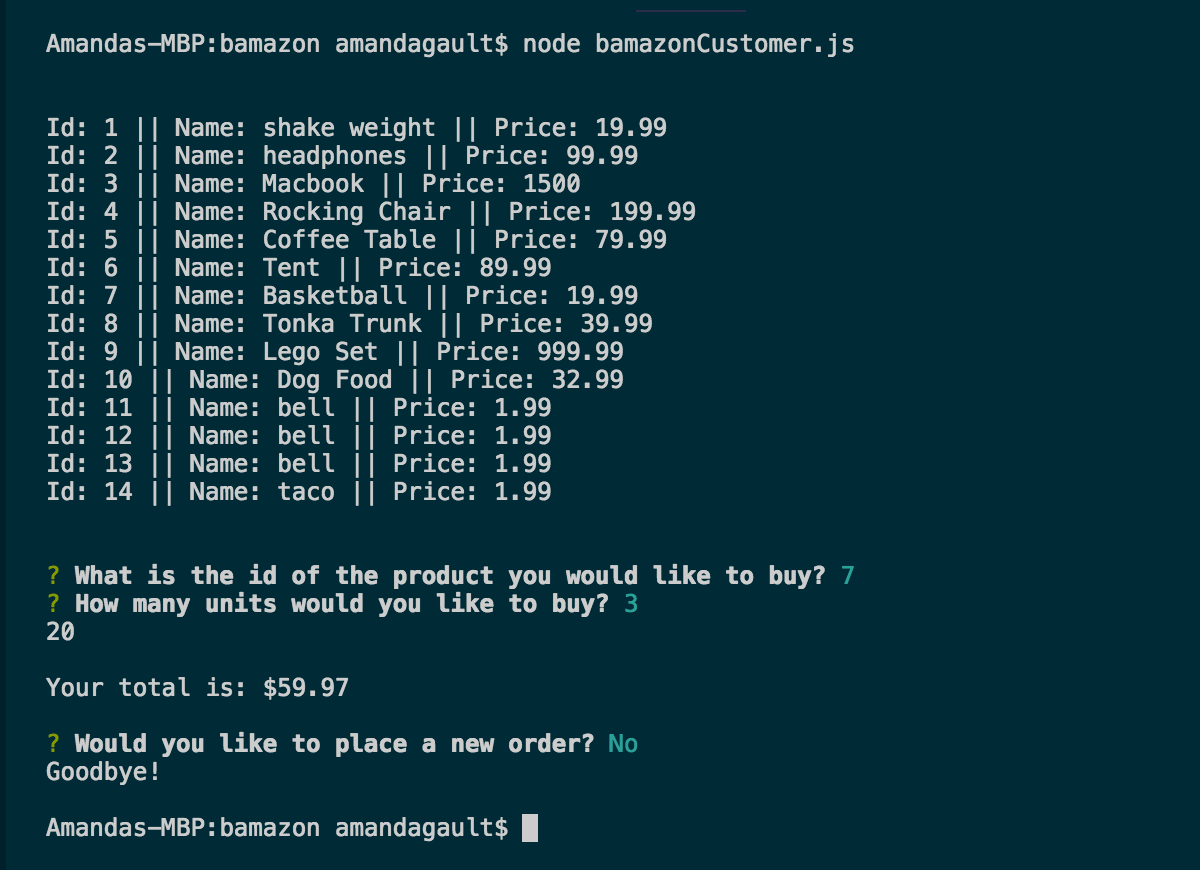 Amandas-MBP:bamazon amandagault$ node bamazonCustomer.js
Id: 1 || Name: shake weight || Price: 19.99
Id: 2 || Name: headphones || Price: 99.99
Id: 3 || Name: Macbook || Price: 1500
Id: 4 || Name: Rocking Chair || Price: 199.99
Id: 5 || Name: Coffee Table || Price: 79.99
Id: 6 || Name: Tent || Price: 89.99
Id: 7 || Name: Basketball || Price: 19.99
Id: 8 || Name: Tonka Trunk || Price: 39.99
Id: 9 || Name: Lego Set || Price: 999.99
Id: 10 || Name: Dog Food || Price: 32.99
Id: 11 || Name: bell || Price: 1.99
Id: 12 || Name: bell || Price: 1.99
Id: 13 || Name: bell || Price: 1.99
Id: 14 || Name: taco || Price: 1.99
? What is the id of the product you would like to buy? 7
? How many units would you like to buy? 3
20
Your total is: $59.97
? Would you like to place a new order? No
Goodbye!
Amandas-MBP:bamazon amandagault$